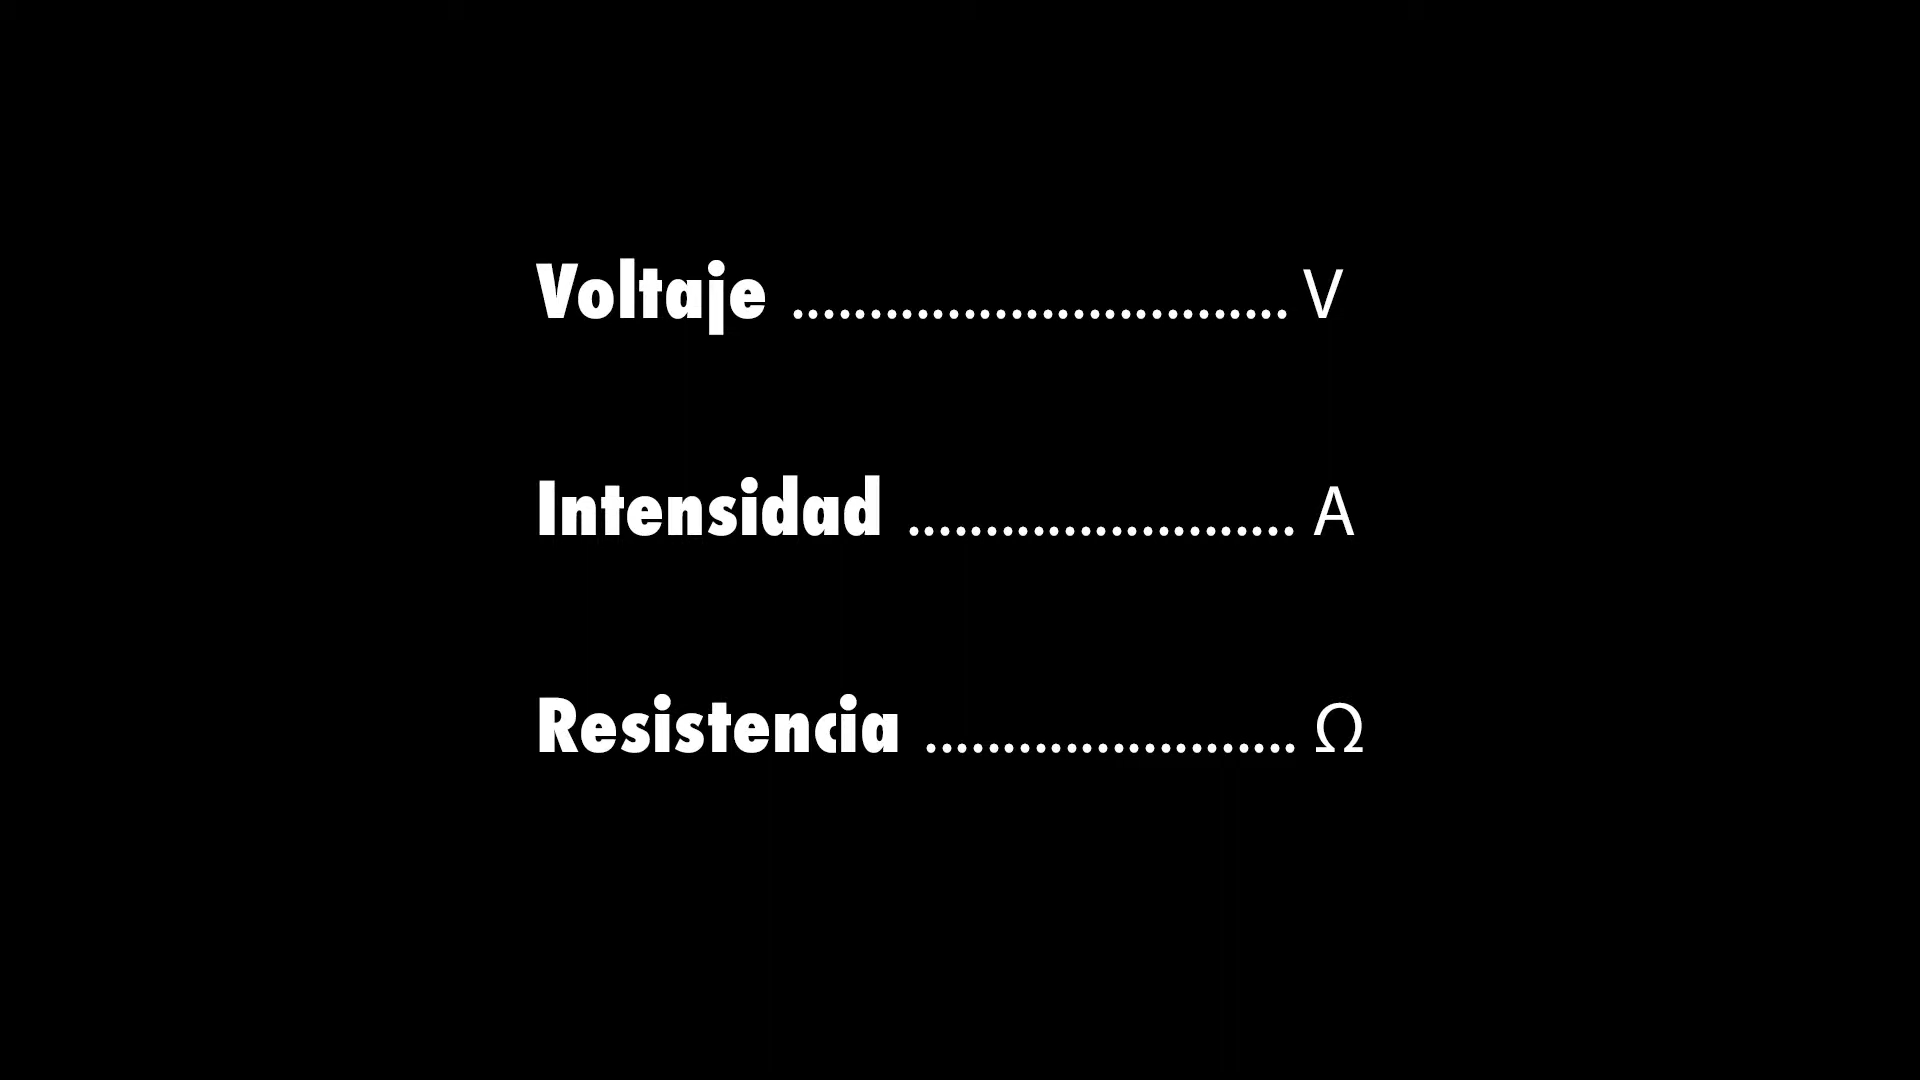 Voltaje ................................ V
Intensidad ......................... A
Resistencia ........................ Ω